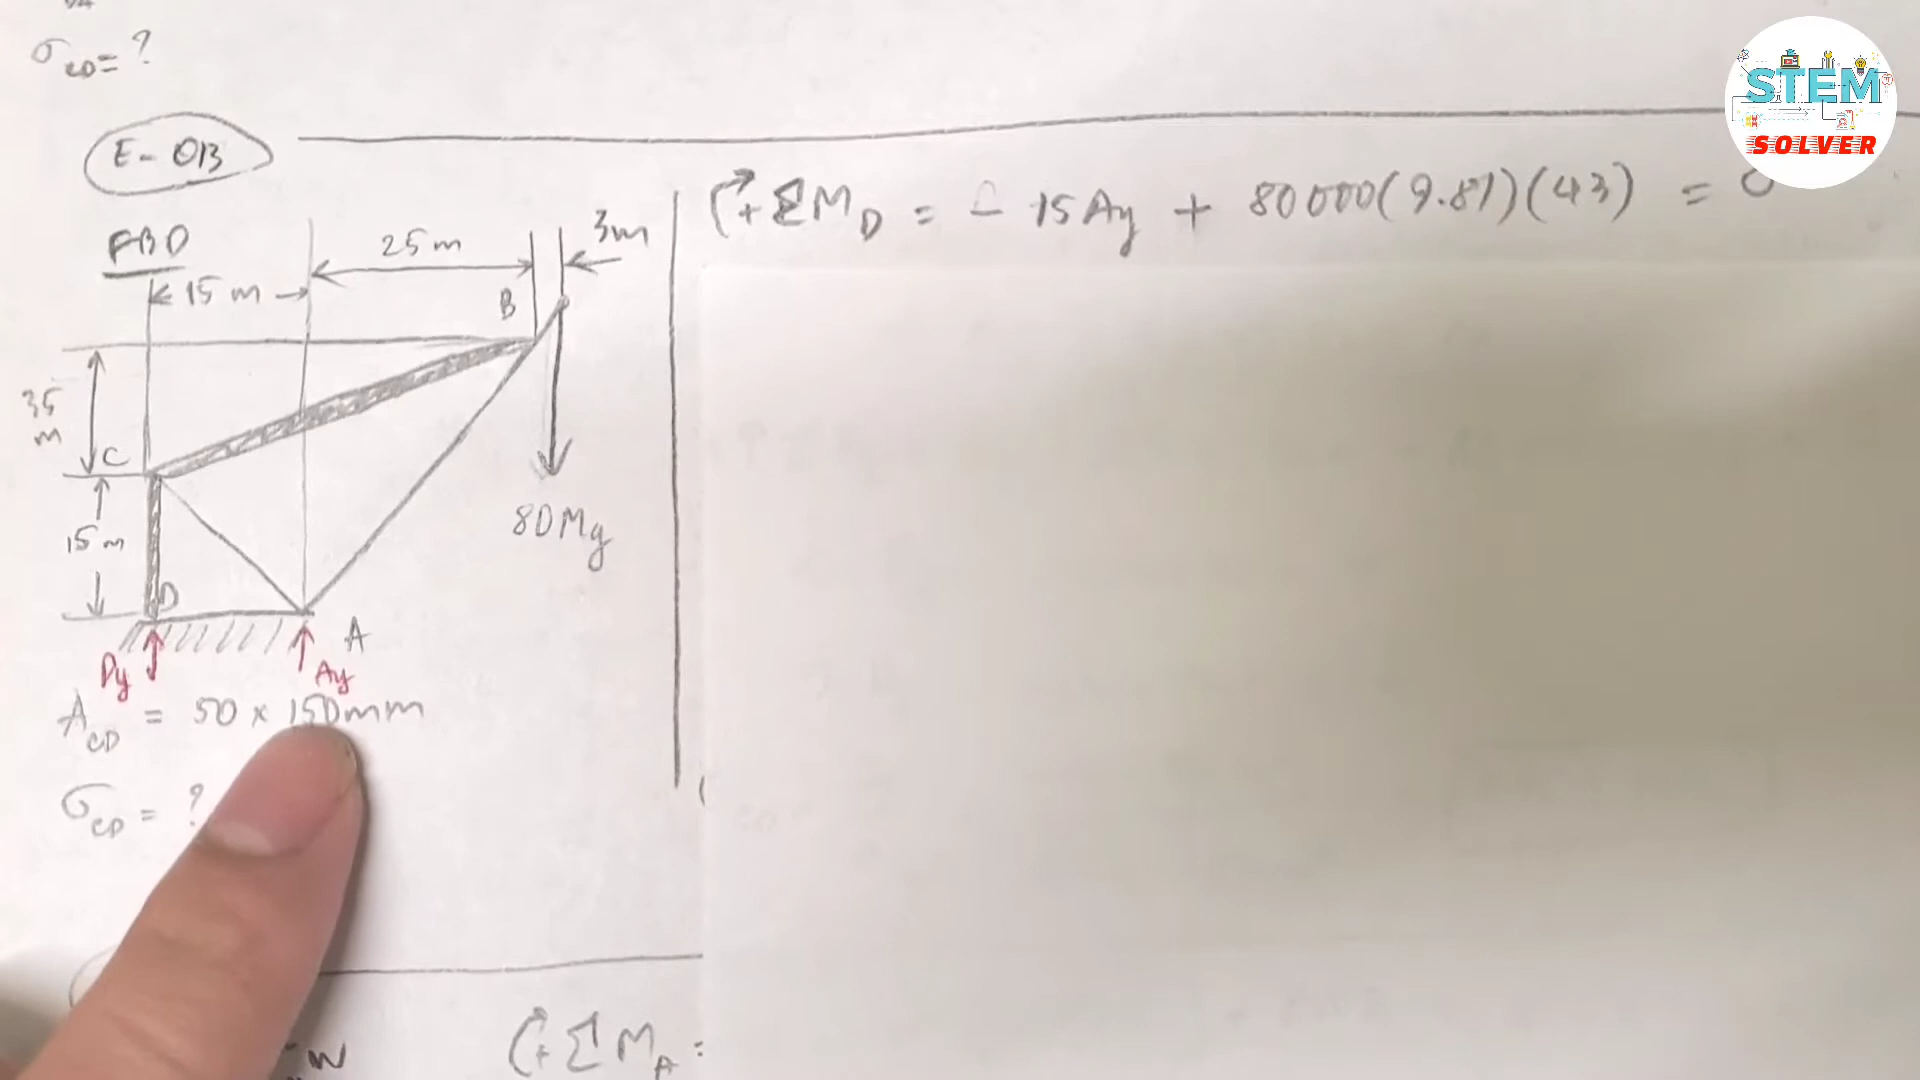 σCD = ?
E-OB
FBD
25 m
3m
15 m
B
35
m
C
15 m
D
A
80Mg
Dy
Ay
ACD = 50 × 150mm
σCD = ?
↷+ ΣMD = - 15Ay + 80000(9.81)(43) = 0
W
↷+ ΣMA =
STEM
SOLVER